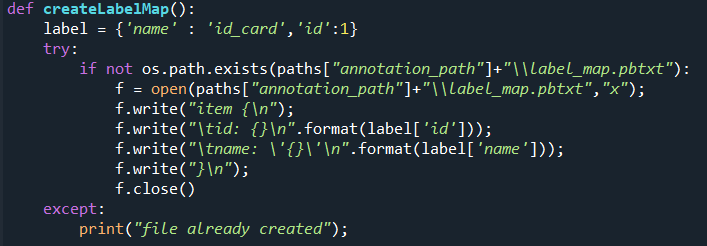 def createLabelMap():
    label = {'name' : 'id_card','id':1}
    try:
        if not os.path.exists(paths["annotation_path"]+"\\label_map.pbtxt"):
            f = open(paths["annotation_path"]+"\\label_map.pbtxt","x")
            f.write("item {\n");
            f.write("\tid: {}\n".format(label['id']));
            f.write("\tname: \'{}\'\n".format(label['name']));
            f.write("}\n");
            f.close()
    except:
        print("file already created");